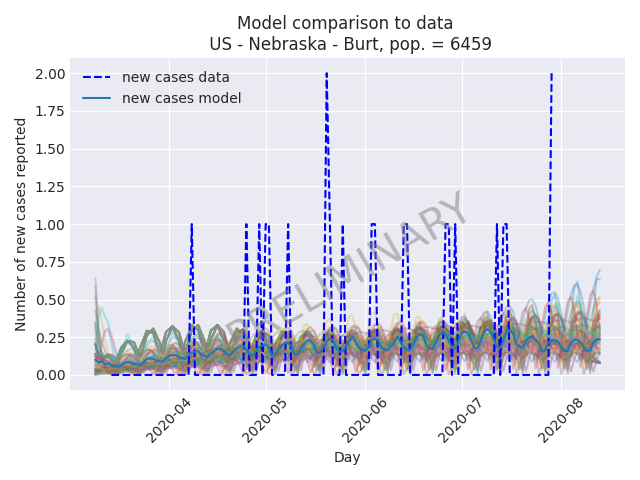 Model comparison to data
US - Nebraska - Burt, pop. = 6459
new cases data
new cases model
Number of new cases reported
2.00
1.75
1.50
1.25
1.00
0.75
0.50
0.25
0.00
PRELIMINARY
2020-04
2020-05
2020-06
2020-07
2020-08
Day